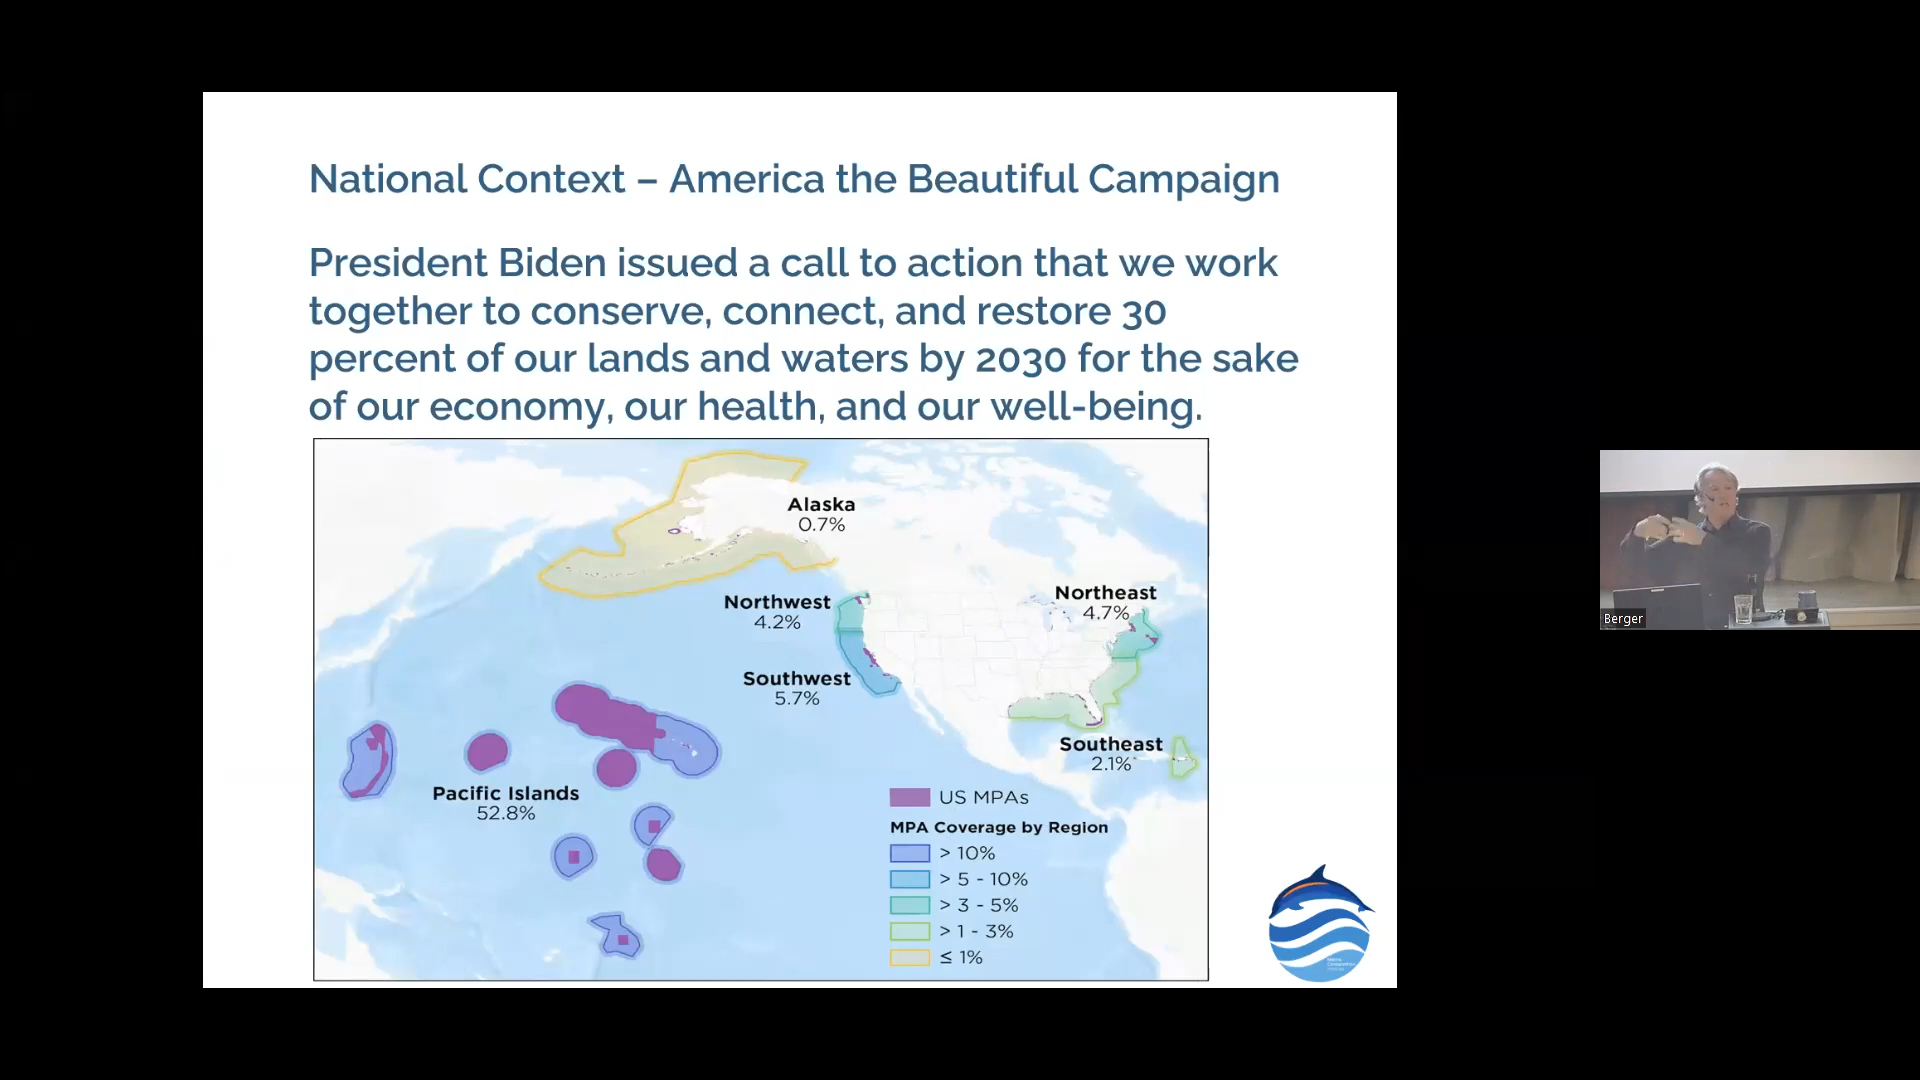 National Context – America the Beautiful Campaign
President Biden issued a call to action that we work
together to conserve, connect, and restore 30
percent of our lands and waters by 2030 for the sake
of our economy, our health, and our well-being.
Alaska
0.7%
Northwest
4.2%
Northeast
4.7%
Southwest
5.7%
Southeast
2.1%
Pacific Islands
52.8%
US MPAs
MPA Coverage by Region
> 10%
> 5 - 10%
> 3 - 5%
> 1 - 3%
≤ 1%
Berger